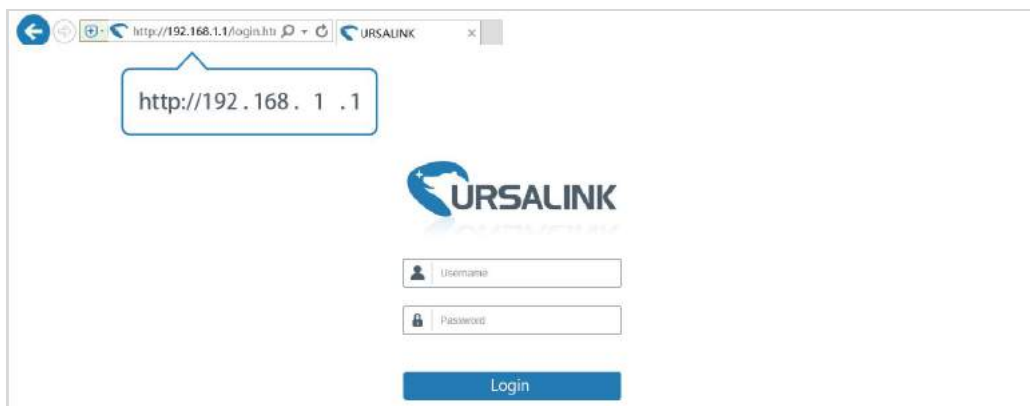 http://192.168.1.1/login.ht URSALINK
http://192.168. 1 .1
URSALINK
Username
Password
Login